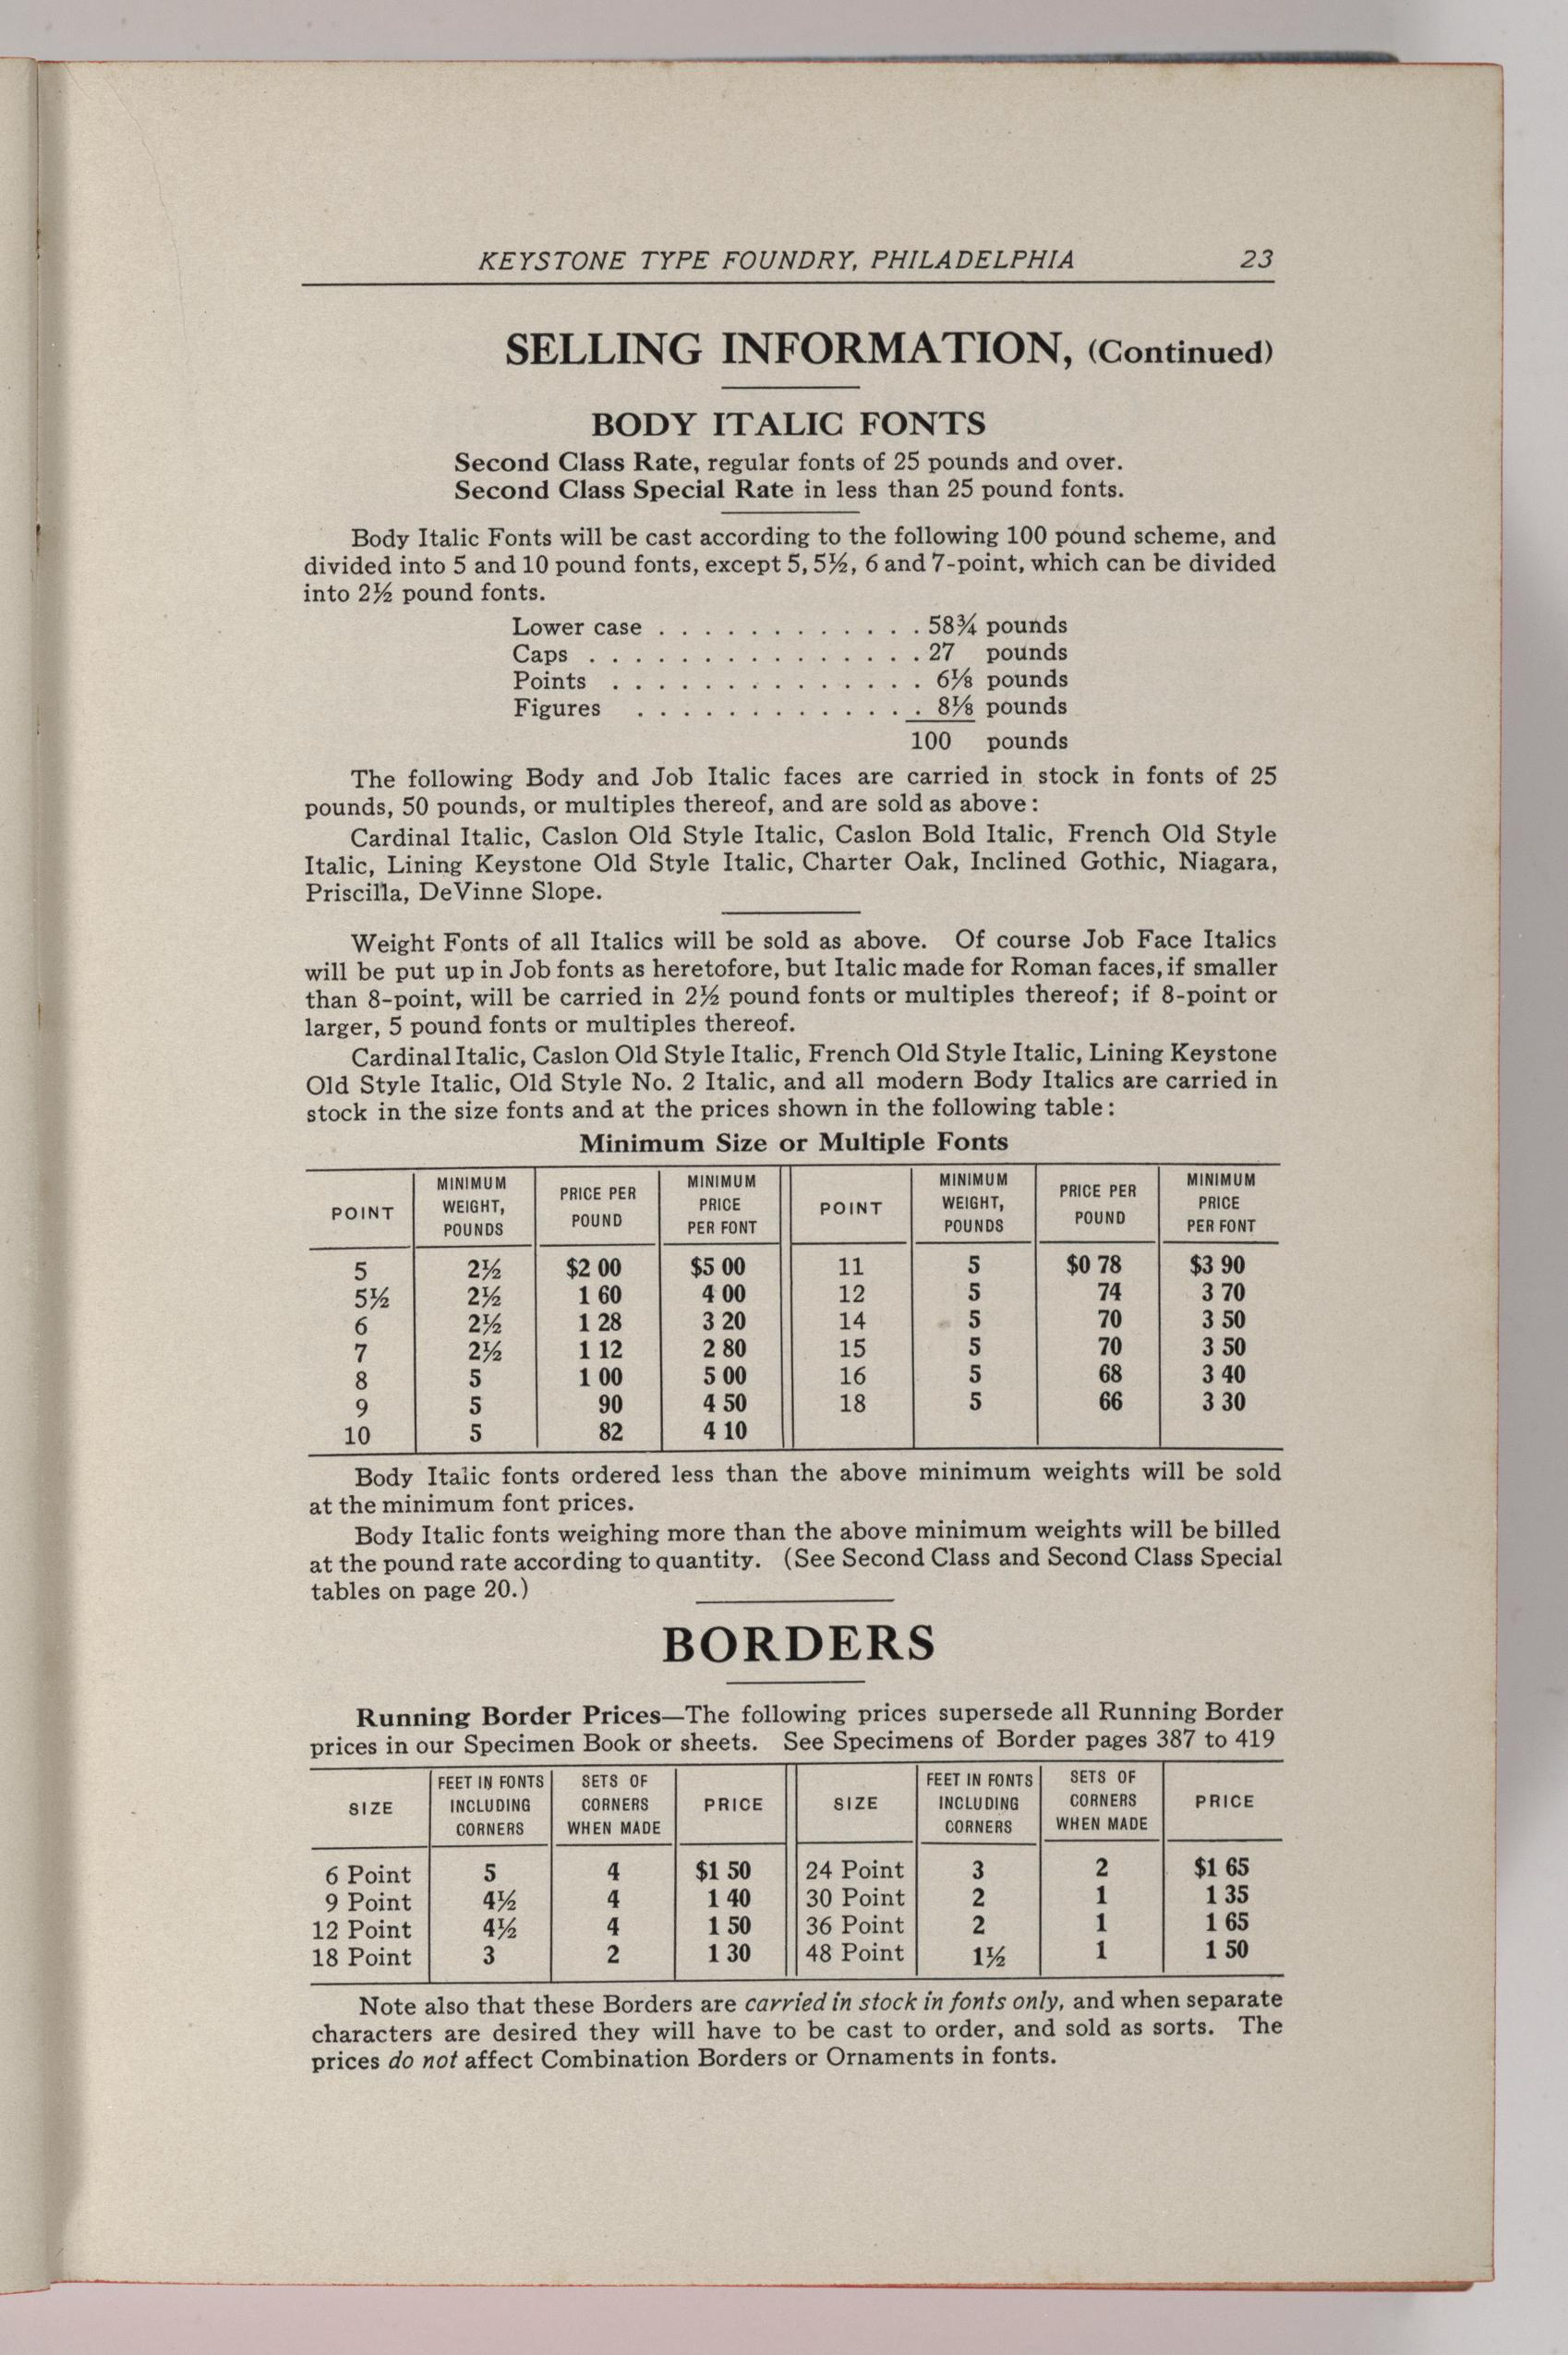 KEYSTONE TYPE FOUNDRY, PHILADELPHIA 23
SELLING INFORMATION, (Continued)
BODY ITALIC FONTS
Second Class Rate, regular fonts of 25 pounds and over.
Second Class Special Rate in less than 25 pound fonts.
Body Italic Fonts will be cast according to the following 100 pound scheme, and
divided into 5 and 10 pound fonts, except 5, 5½, 6 and 7-point, which can be divided
into 2½ pound fonts.
Lower case . . . . . . . . . . . . 58¾ pounds
Caps . . . . . . . . . . . . . . . 27 pounds
Points . . . . . . . . . . . . . . 6⅛ pounds
Figures . . . . . . . . . . . . . 8⅛ pounds
100 pounds
The following Body and Job Italic faces are carried in stock in fonts of 25
pounds, 50 pounds, or multiples thereof, and are sold as above:
Cardinal Italic, Caslon Old Style Italic, Caslon Bold Italic, French Old Style
Italic, Lining Keystone Old Style Italic, Charter Oak, Inclined Gothic, Niagara,
Priscilla, DeVinne Slope.
Weight Fonts of all Italics will be sold as above. Of course Job Face Italics
will be put up in Job fonts as heretofore, but Italic made for Roman faces, if smaller
than 8-point, will be carried in 2½ pound fonts or multiples thereof; if 8-point or
larger, 5 pound fonts or multiples thereof.
Cardinal Italic, Caslon Old Style Italic, French Old Style Italic, Lining Keystone
Old Style Italic, Old Style No. 2 Italic, and all modern Body Italics are carried in
stock in the size fonts and at the prices shown in the following table:
Minimum Size or Multiple Fonts
POINT MINIMUM WEIGHT, POUNDS PRICE PER POUND MINIMUM PRICE PER FONT POINT MINIMUM WEIGHT, POUNDS PRICE PER POUND MINIMUM PRICE PER FONT
5 2½ $2 00 $5 00 11 5 $0 78 $3 90
5½ 2½ 1 60 4 00 12 5 74 3 70
6 2½ 1 28 3 20 14 5 70 3 50
7 2½ 1 12 2 80 15 5 70 3 50
8 5 1 00 5 00 16 5 68 3 40
9 5 90 4 50 18 5 66 3 30
10 5 82 4 10
Body Italic fonts ordered less than the above minimum weights will be sold
at the minimum font prices.
Body Italic fonts weighing more than the above minimum weights will be billed
at the pound rate according to quantity. (See Second Class and Second Class Special
tables on page 20.)
BORDERS
Running Border Prices—The following prices supersede all Running Border
prices in our Specimen Book or sheets. See Specimens of Border pages 387 to 419
SIZE FEET IN FONTS INCLUDING CORNERS SETS OF CORNERS WHEN MADE PRICE SIZE FEET IN FONTS INCLUDING CORNERS SETS OF CORNERS WHEN MADE PRICE
6 Point 5 4 $1 50 24 Point 3 2 $1 65
9 Point 4½ 4 1 40 30 Point 2 1 1 35
12 Point 4½ 4 1 50 36 Point 2 1 1 65
18 Point 3 2 1 30 48 Point 1½ 1 1 50
Note also that these Borders are carried in stock in fonts only, and when separate
characters are desired they will have to be cast to order, and sold as sorts. The
prices do not affect Combination Borders or Ornaments in fonts.